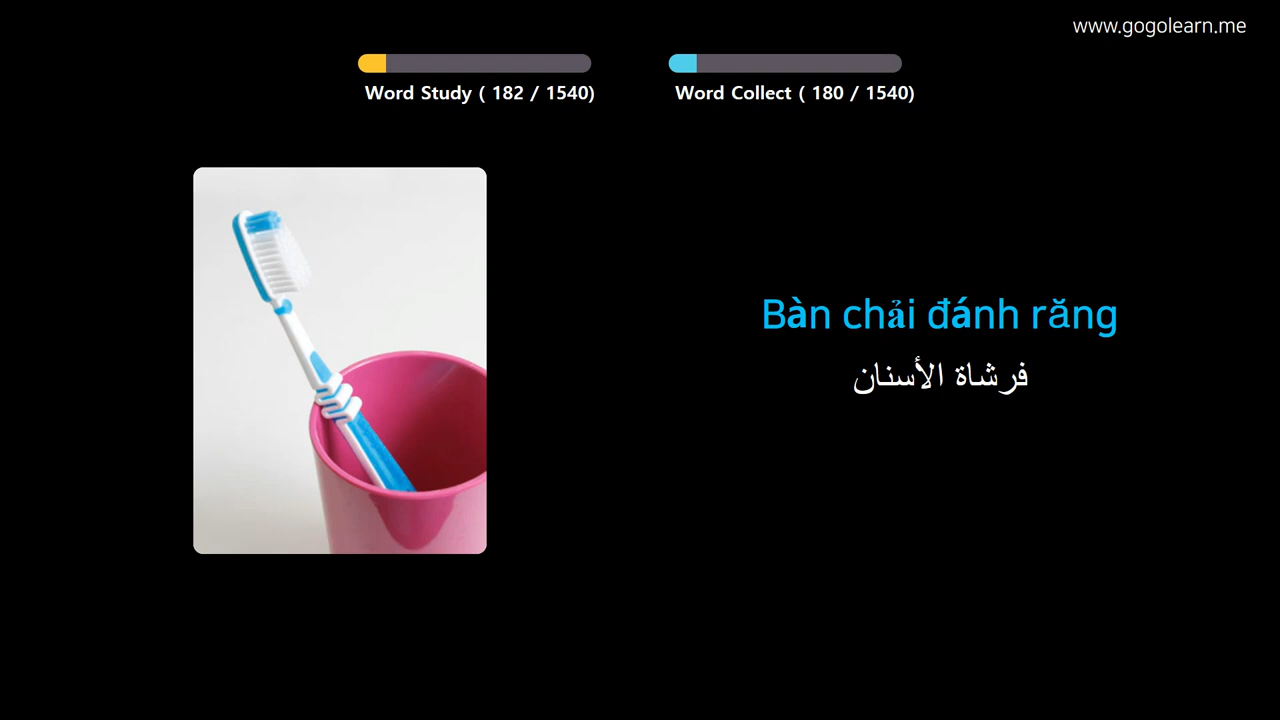 www.gogolearn.me
Word Study ( 182 / 1540)
Word Collect ( 180 / 1540)
Bàn chải đánh răng
فرشاة الأسنان